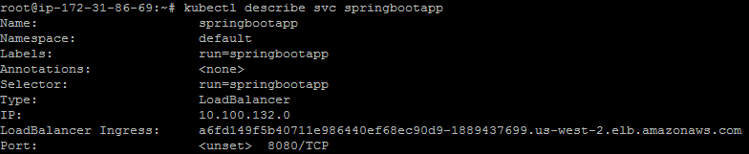 root@ip-172-31-86-69:~# kubectl describe svc springbootapp
Name: springbootapp
Namespace: default
Labels: run=springbootapp
Annotations: <none>
Selector: run=springbootapp
Type: LoadBalancer
IP: 10.100.132.0
LoadBalancer Ingress: a6fd149f5b40711e986440ef68ec90d9-1889437699.us-west-2.elb.amazonaws.com
Port: <unset> 8080/TCP